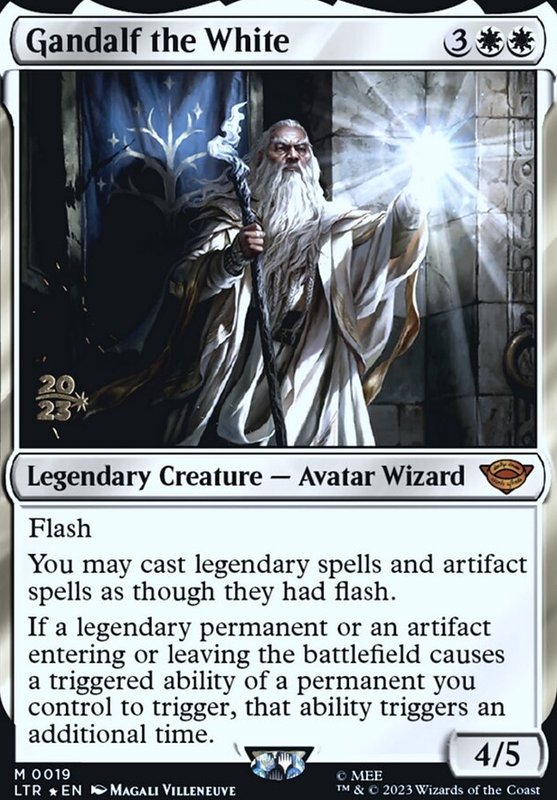 Gandalf the White 3
20
23
Legendary Creature — Avatar Wizard
Flash
You may cast legendary spells and artifact
spells as though they had flash.
If a legendary permanent or an artifact
entering or leaving the battlefield causes
a triggered ability of a permanent you
control to trigger, that ability triggers an
additional time.
4/5
M 0019
LTR ★ EN MAGALI VILLENEUVE
© MEE
™ & © 2023 Wizards of the Coast